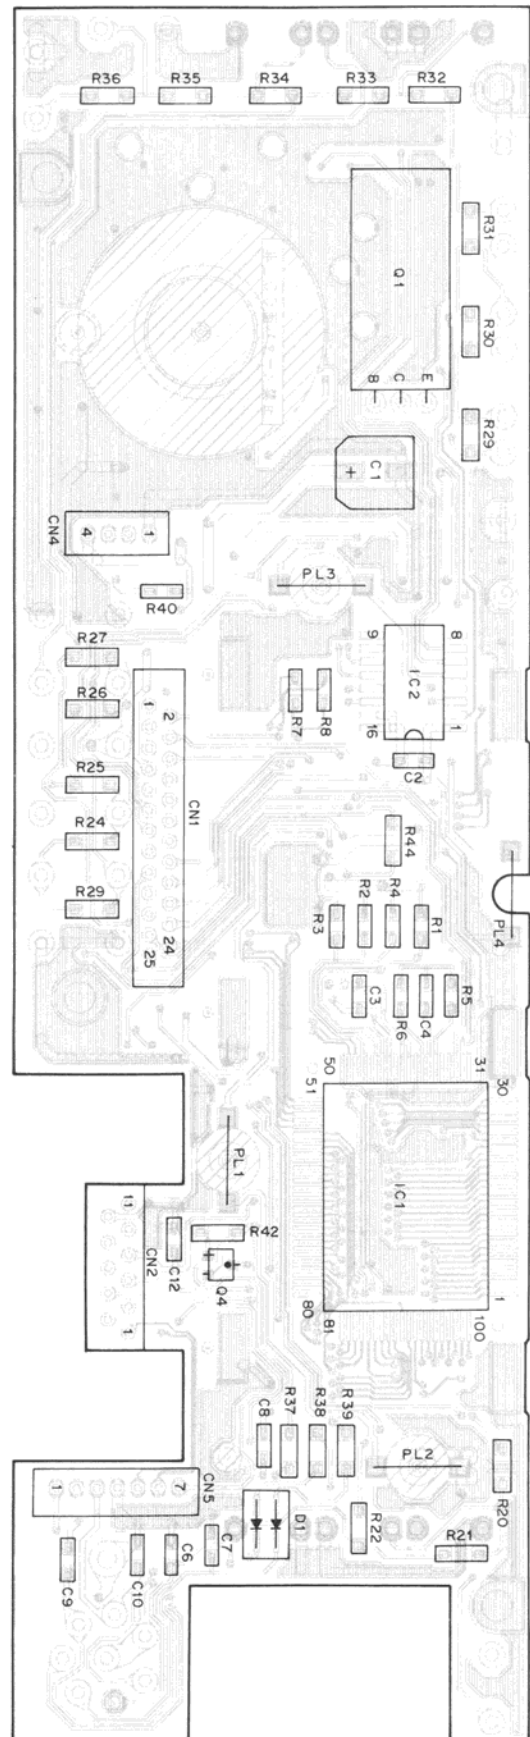 R36 R35 R34 R33 R32
R31
Q1
R30
B C E
R29
+ C1
CN4
4 1
PL3
R40
9 8
IC2
R27
R7 R8
R26
1 2
16 1
C2
R25
CN1
R24
R44
R29
R3 R2 R4 R1
PL4
25 24
C3 R6 C4 R5
50 31
51 30
PL1
IC1
11
CN2
R42
C12
Q4
1
80 1
81 100
C8 R37 R38 R39
PL2
1 7
CN5
R20
D1
R22
C7
R21
C9 C10 C6